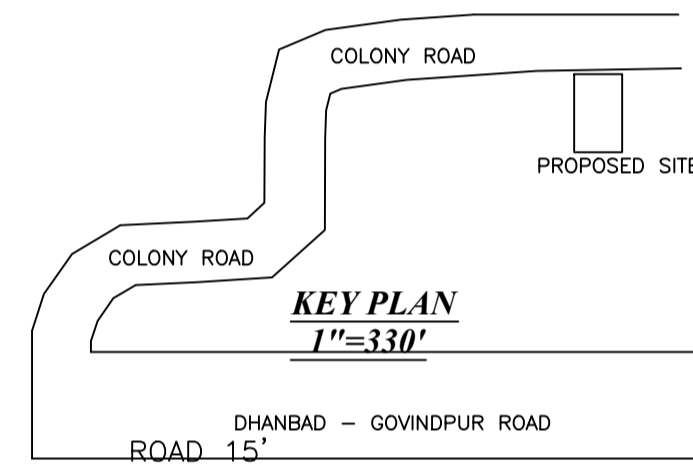 COLONY ROAD
PROPOSED SITE
COLONY ROAD
KEY PLAN
1"=330'
DHANBAD - GOVINDPUR ROAD
ROAD 15'